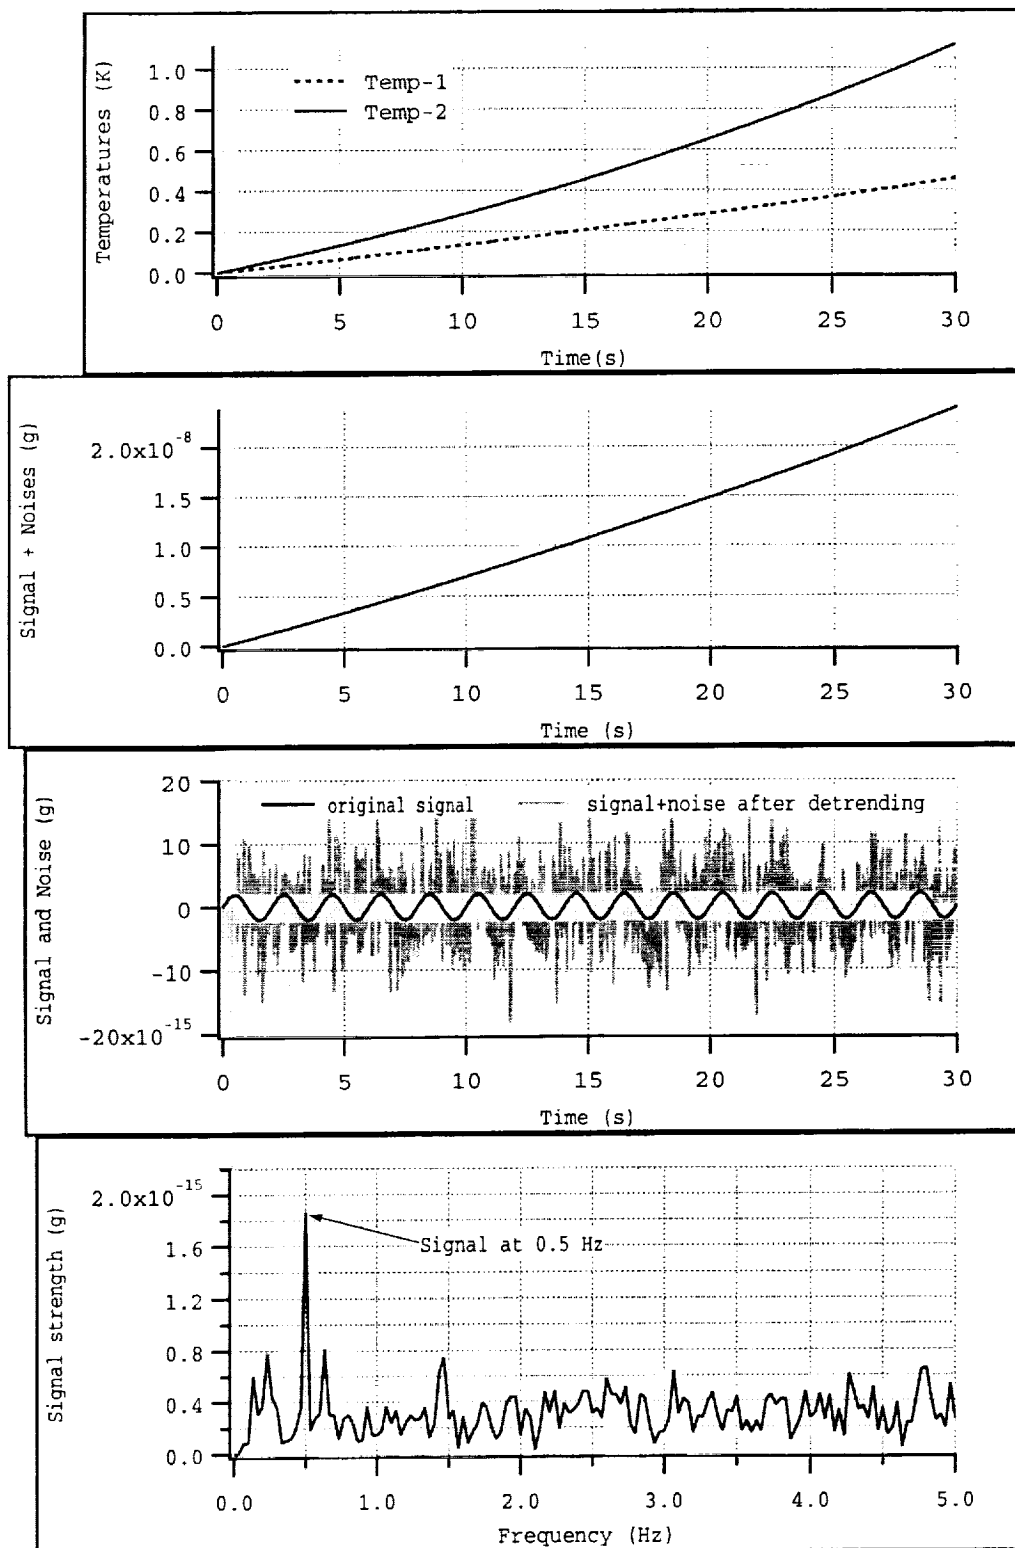 Temperatures (K)
1.0
0.8
0.6
0.4
0.2
0.0
Temp-1
Temp-2
0 5 10 15 20 25 30
Time(s)
Signal + Noises (g)
2.0x10⁻⁸
1.5
1.0
0.5
0.0
0 5 10 15 20 25 30
Time (s)
Signal and Noise (g)
20
10
0
-10
-20x10⁻¹⁵
original signal
signal+noise after detrending
0 5 10 15 20 25 30
Time (s)
Signal strength (g)
2.0x10⁻¹⁵
1.6
1.2
0.8
0.4
0.0
Signal at 0.5 Hz
0.0 1.0 2.0 3.0 4.0 5.0
Frequency (Hz)